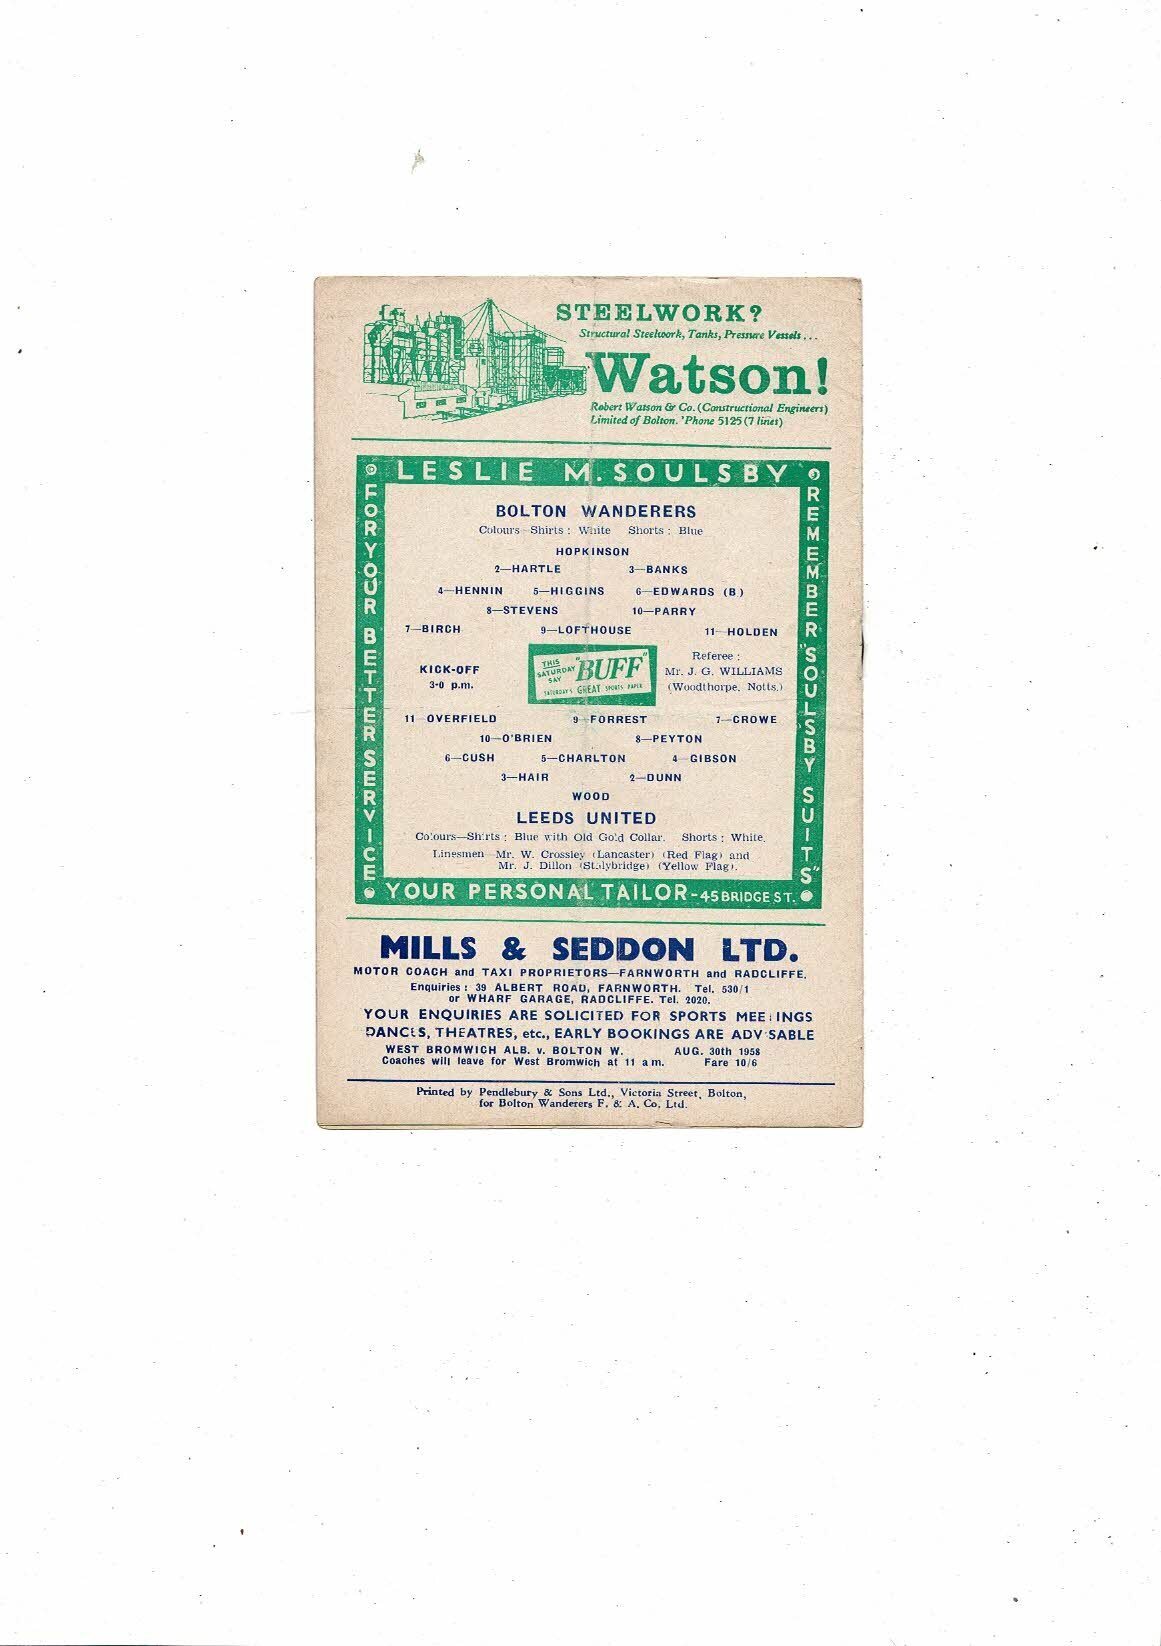 STEELWORK?
Structural Steelwork, Tanks, Pressure Vessels...
Watson!
Robert Watson & Co. (Constructional Engineers)
Limited of Bolton. 'Phone 5125 (7 lines)
LESLIE M. SOULSBY
FOR YOUR BETTER SERVICE
REMEMBER "SOULSBY SUITS"
BOLTON WANDERERS
Colours—Shirts : White Shorts : Blue
HOPKINSON
2—HARTLE 3—BANKS
4—HENNIN 5—HIGGINS 6—EDWARDS (B.)
8—STEVENS 10—PARRY
7—BIRCH 9—LOFTHOUSE 11—HOLDEN
KICK-OFF
3-0 p.m.
THIS
SATURDAY
SAY
"BUFF"
SATURDAY'S GREAT SPORTS PAPER
Referee :
Mr. J. G. WILLIAMS
(Woodthorpe, Notts.)
11—OVERFIELD 9—FORREST 7—CROWE
10—O'BRIEN 8—PEYTON
6—CUSH 5—CHARLTON 4—GIBSON
3—HAIR 2—DUNN
WOOD
LEEDS UNITED
Colours—Shirts : Blue with Old Gold Collar. Shorts : White.
Linesmen—Mr. W. Crossley (Lancaster) (Red Flag) and
Mr. J. Dillon (Stalybridge) (Yellow Flag).
YOUR PERSONAL TAILOR - 45 BRIDGE ST.
MILLS & SEDDON LTD.
MOTOR COACH and TAXI PROPRIETORS—FARNWORTH and RADCLIFFE.
Enquiries : 39 ALBERT ROAD, FARNWORTH. Tel. 530/1
or WHARF GARAGE, RADCLIFFE. Tel. 2020.
YOUR ENQUIRIES ARE SOLICITED FOR SPORTS MEETINGS
DANCES, THEATRES, etc., EARLY BOOKINGS ARE ADVISABLE
WEST BROMWICH ALB. v. BOLTON W. AUG. 30th 1958
Coaches will leave for West Bromwich at 11 a.m. Fare 10/6
Printed by Pendlebury & Sons Ltd., Victoria Street, Bolton,
for Bolton Wanderers F. & A. Co. Ltd.